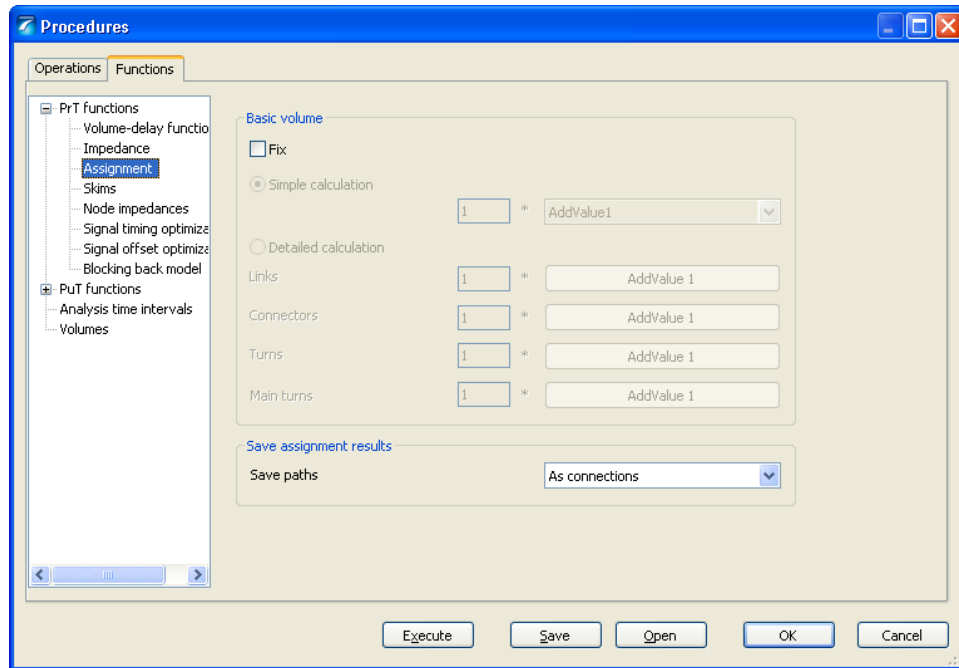 Procedures
Operations Functions
PrT functions
Volume-delay functio
Impedance
Assignment
Skims
Node impedances
Signal timing optimiza
Signal offset optimiza
Blocking back model
PuT functions
Analysis time intervals
Volumes
Basic volume
Fix
Simple calculation
1 * AddValue1
Detailed calculation
Links 1 * AddValue 1
Connectors 1 * AddValue 1
Turns 1 * AddValue 1
Main turns 1 * AddValue 1
Save assignment results
Save paths As connections
Execute Save Open OK Cancel